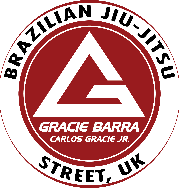 BRAZILIAN JIU-JITSU
GRACIE BARRA
CARLOS GRACIE JR.
STREET, UK